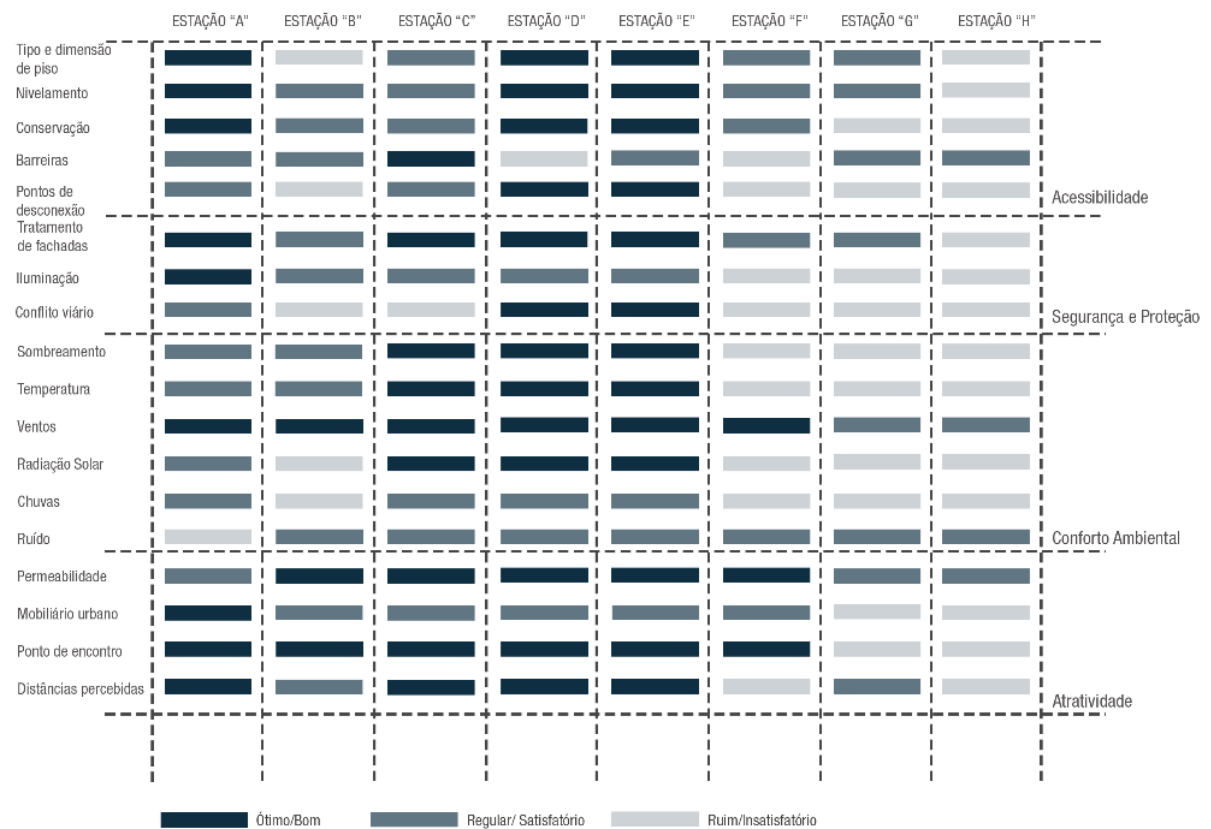 ESTAÇÃO "A" ESTAÇÃO "B" ESTAÇÃO "C" ESTAÇÃO "D" ESTAÇÃO "E" ESTAÇÃO "F" ESTAÇÃO "G" ESTAÇÃO "H"
Tipo e dimensão
de piso
Nivelamento
Conservação
Barreiras
Pontos de
desconexão
Acessibilidade
Tratamento
de fachadas
Iluminação
Conflito viário
Segurança e Proteção
Sombreamento
Temperatura
Ventos
Radiação Solar
Chuvas
Ruído
Conforto Ambiental
Permeabilidade
Mobiliário urbano
Ponto de encontro
Distâncias percebidas
Atratividade
Ótimo/Bom Regular/ Satisfatório Ruim/Insatisfatório